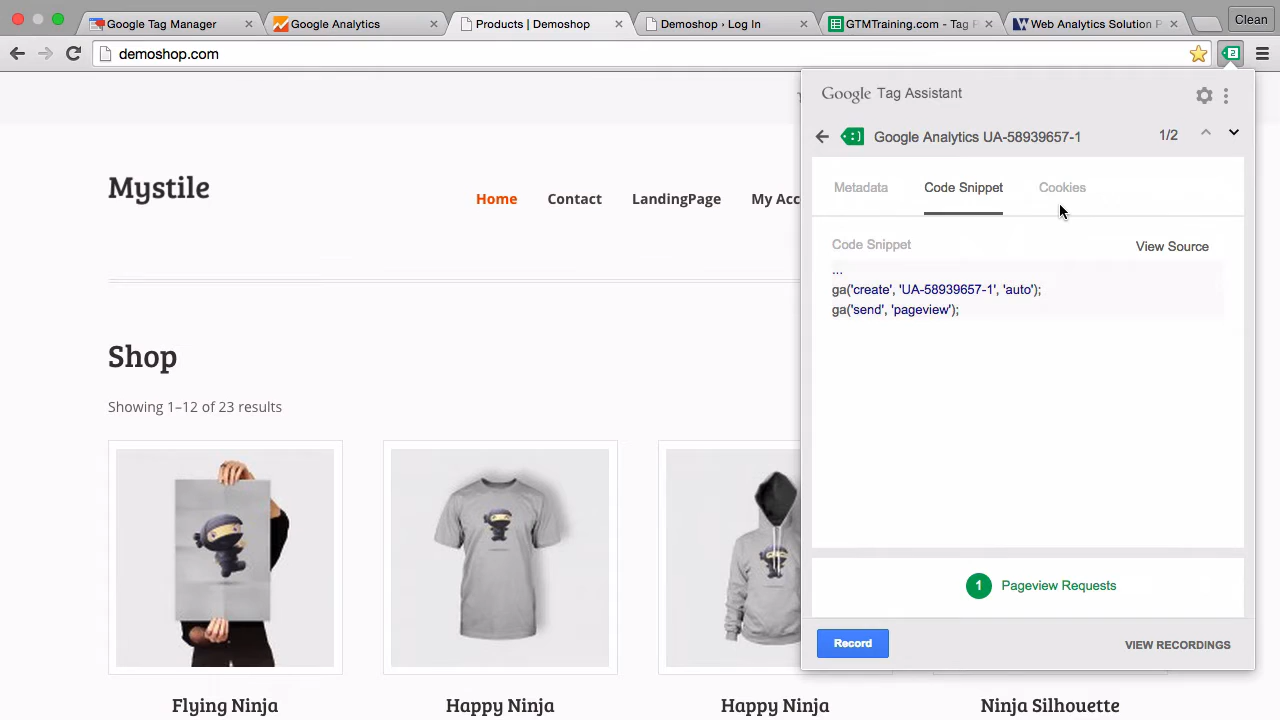 Google Tag Manager
Google Analytics
Products | Demoshop
Demoshop › Log In
GTMTraining.com - Tag P
Web Analytics Solution P
Clean
demoshop.com
2
Google Tag Assistant
Google Analytics UA-58939657-1
1/2
Mystile
Home Contact LandingPage My Acc
Metadata Code Snippet Cookies
Code Snippet View Source
...
ga('create', 'UA-58939657-1', 'auto');
ga('send', 'pageview');
Shop
Showing 1–12 of 23 results
1 Pageview Requests
Record VIEW RECORDINGS
Flying Ninja Happy Ninja Happy Ninja Ninja Silhouette